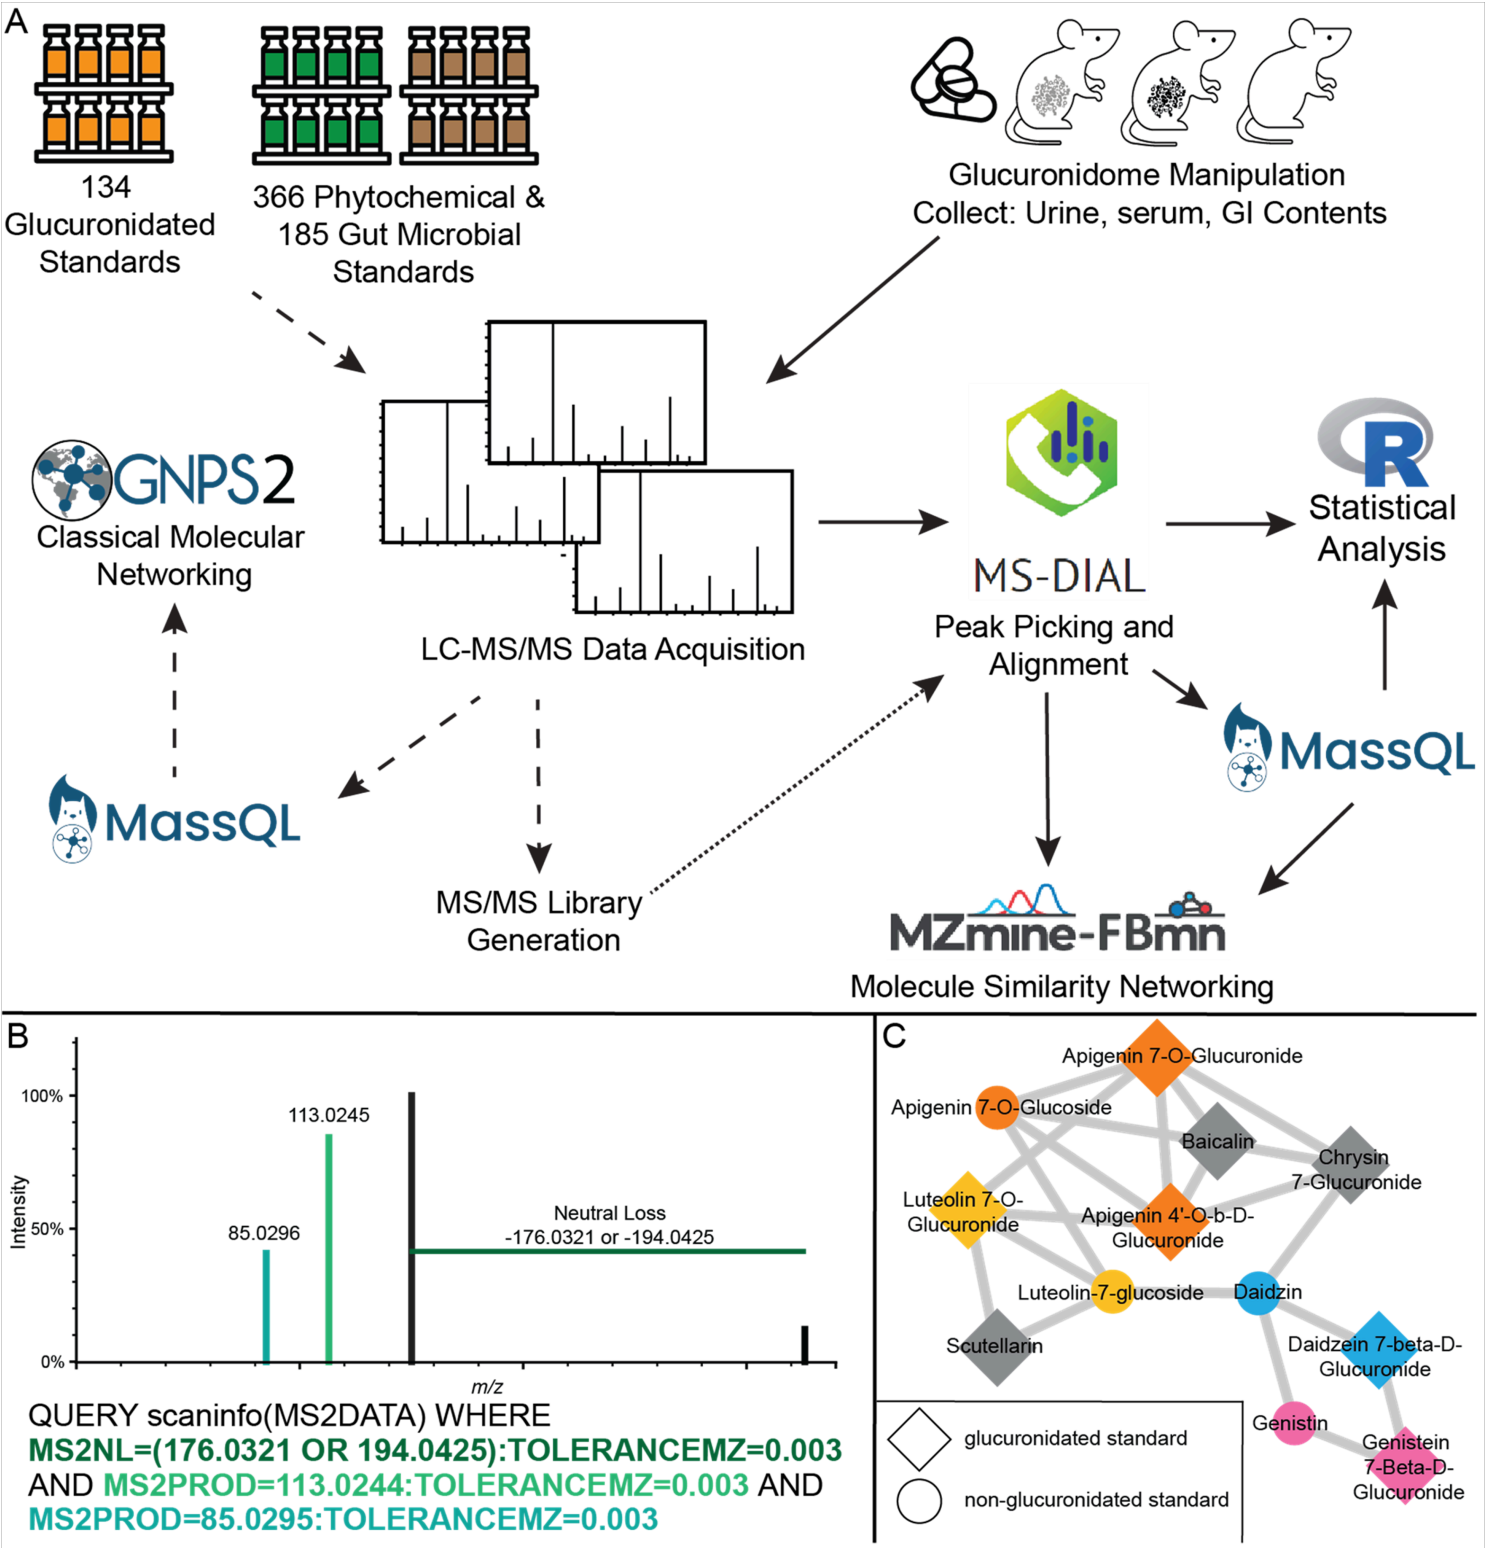 A
134
Glucuronidated
Standards
366 Phytochemical &
185 Gut Microbial
Standards
Glucuronidome Manipulation
Collect: Urine, serum, GI Contents
GNPS2
Classical Molecular
Networking
LC-MS/MS Data Acquisition
MS-DIAL
Peak Picking and
Alignment
R
Statistical
Analysis
MassQL
MassQL
MS/MS Library
Generation
MZmine-FBmn
Molecule Similarity Networking
B
100%
50%
0%
Intensity
85.0296
113.0245
Neutral Loss
-176.0321 or -194.0425
m/z
QUERY scaninfo(MS2DATA) WHERE
MS2NL=(176.0321 OR 194.0425):TOLERANCEMZ=0.003
AND MS2PROD=113.0244:TOLERANCEMZ=0.003 AND
MS2PROD=85.0295:TOLERANCEMZ=0.003
C
Apigenin 7-O-Glucuronide
Apigenin 7-O-Glucoside
Baicalin
Chrysin
7-Glucuronide
Luteolin 7-O-
Glucuronide
Apigenin 4'-O-b-D-
Glucuronide
Luteolin-7-glucoside
Daidzin
Scutellarin
Daidzein 7-beta-D-
Glucuronide
Genistin
Genistein
7-Beta-D-
Glucuronide
glucuronidated standard
non-glucuronidated standard